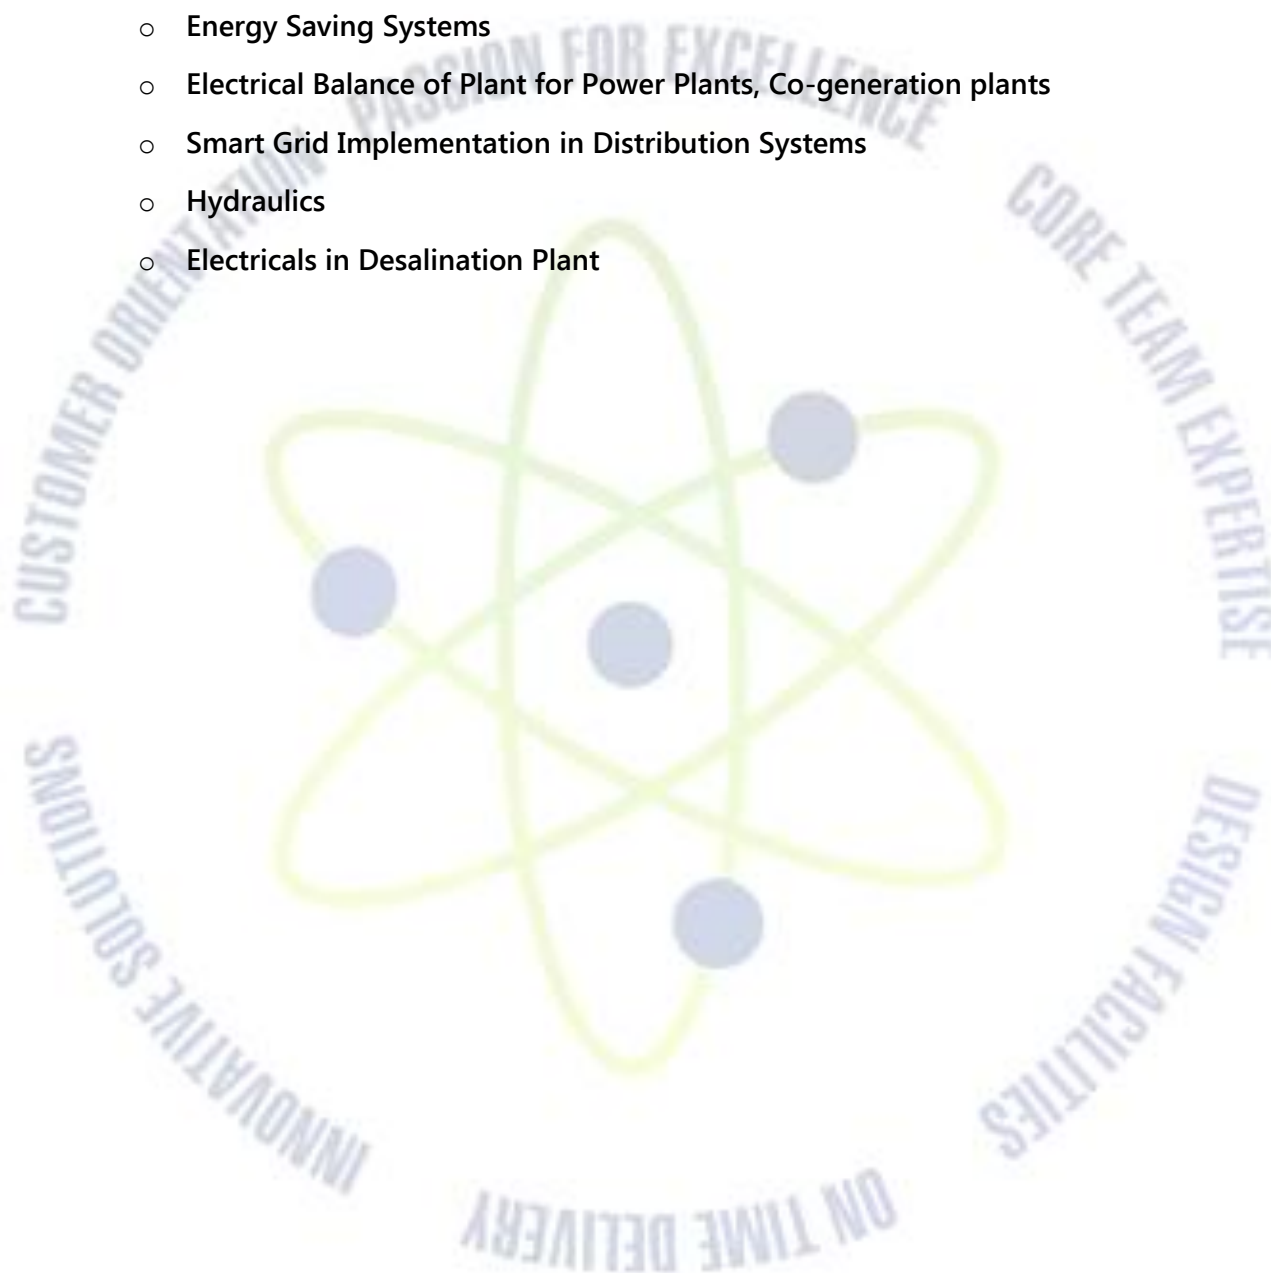 o Energy Saving Systems
o Electrical Balance of Plant for Power Plants, Co-generation plants
o Smart Grid Implementation in Distribution Systems
o Hydraulics
o Electricals in Desalination Plant
PASSION FOR EXCELLENCE
CORE TEAM EXPERTISE
DESIGN FACILITIES
ON TIME DELIVERY
INNOVATIVE SOLUTIONS
CUSTOMER ORIENTATION